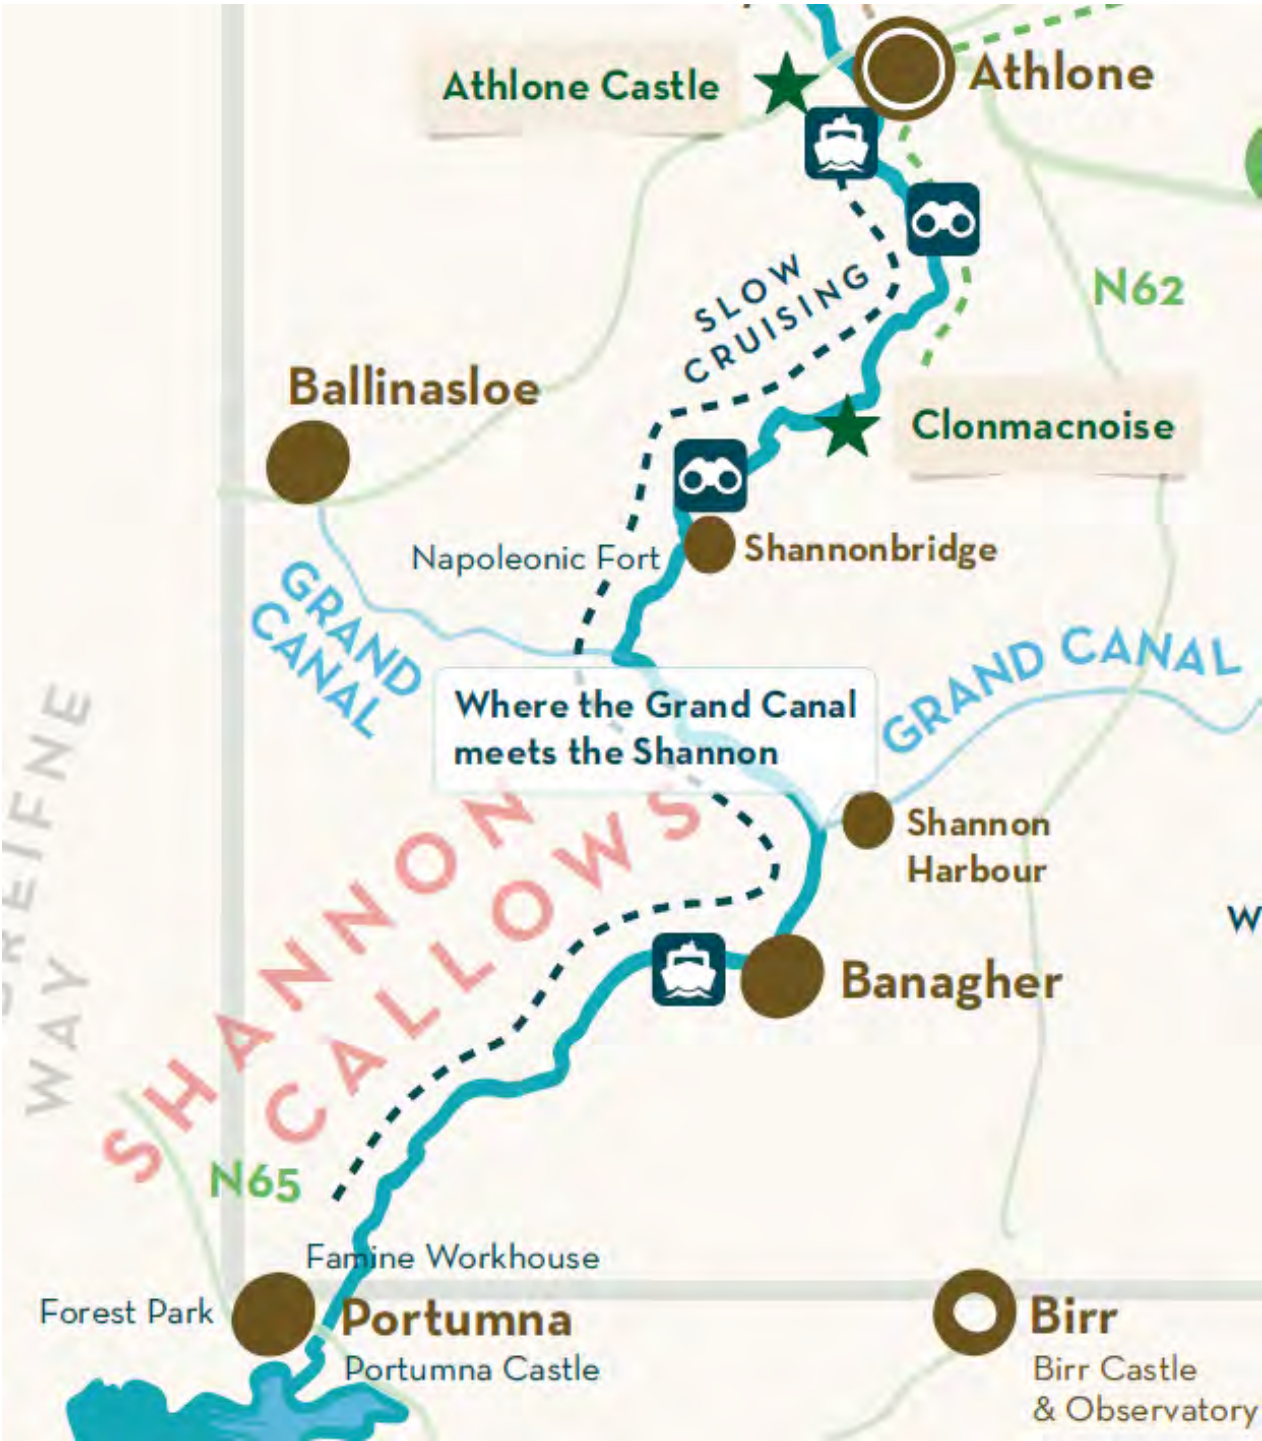 Athlone Castle
Athlone
SLOW
CRUISING
N62
Ballinasloe
Clonmacnoise
Napoleonic Fort
Shannonbridge
GRAND
CANAL
GRAND CANAL
Where the Grand Canal
meets the Shannon
Shannon
Harbour
SHANNON
CALLOWS
REIFNE
WAY
W
Banagher
N65
Famine Workhouse
Forest Park
Portumna
Portumna Castle
Birr
Birr Castle
& Observatory